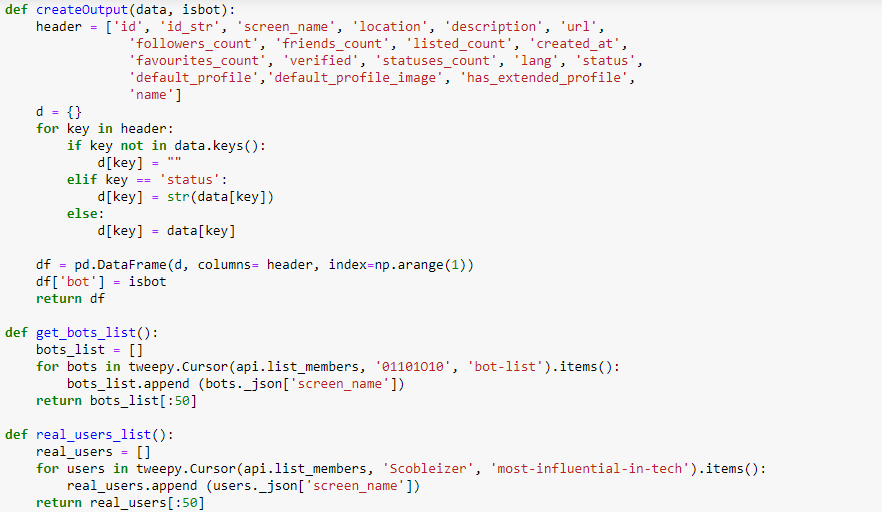 def createOutput(data, isbot):
    header = ['id', 'id_str', 'screen_name', 'location', 'description', 'url',
                'followers_count', 'friends_count', 'listed_count', 'created_at',
                'favourites_count', 'verified', 'statuses_count', 'lang', 'status',
                'default_profile','default_profile_image', 'has_extended_profile',
                'name']
    d = {}
    for key in header:
        if key not in data.keys():
            d[key] = ""
        elif key == 'status':
            d[key] = str(data[key])
        else:
            d[key] = data[key]

    df = pd.DataFrame(d, columns= header, index=np.arange(1))
    df['bot'] = isbot
    return df

def get_bots_list():
    bots_list = []
    for bots in tweepy.Cursor(api.list_members, '01101O10', 'bot-list').items():
        bots_list.append (bots._json['screen_name'])
    return bots_list[:50]

def real_users_list():
    real_users = []
    for users in tweepy.Cursor(api.list_members, 'Scobleizer', 'most-influential-in-tech').items():
        real_users.append (users._json['screen_name'])
    return real_users[:50]